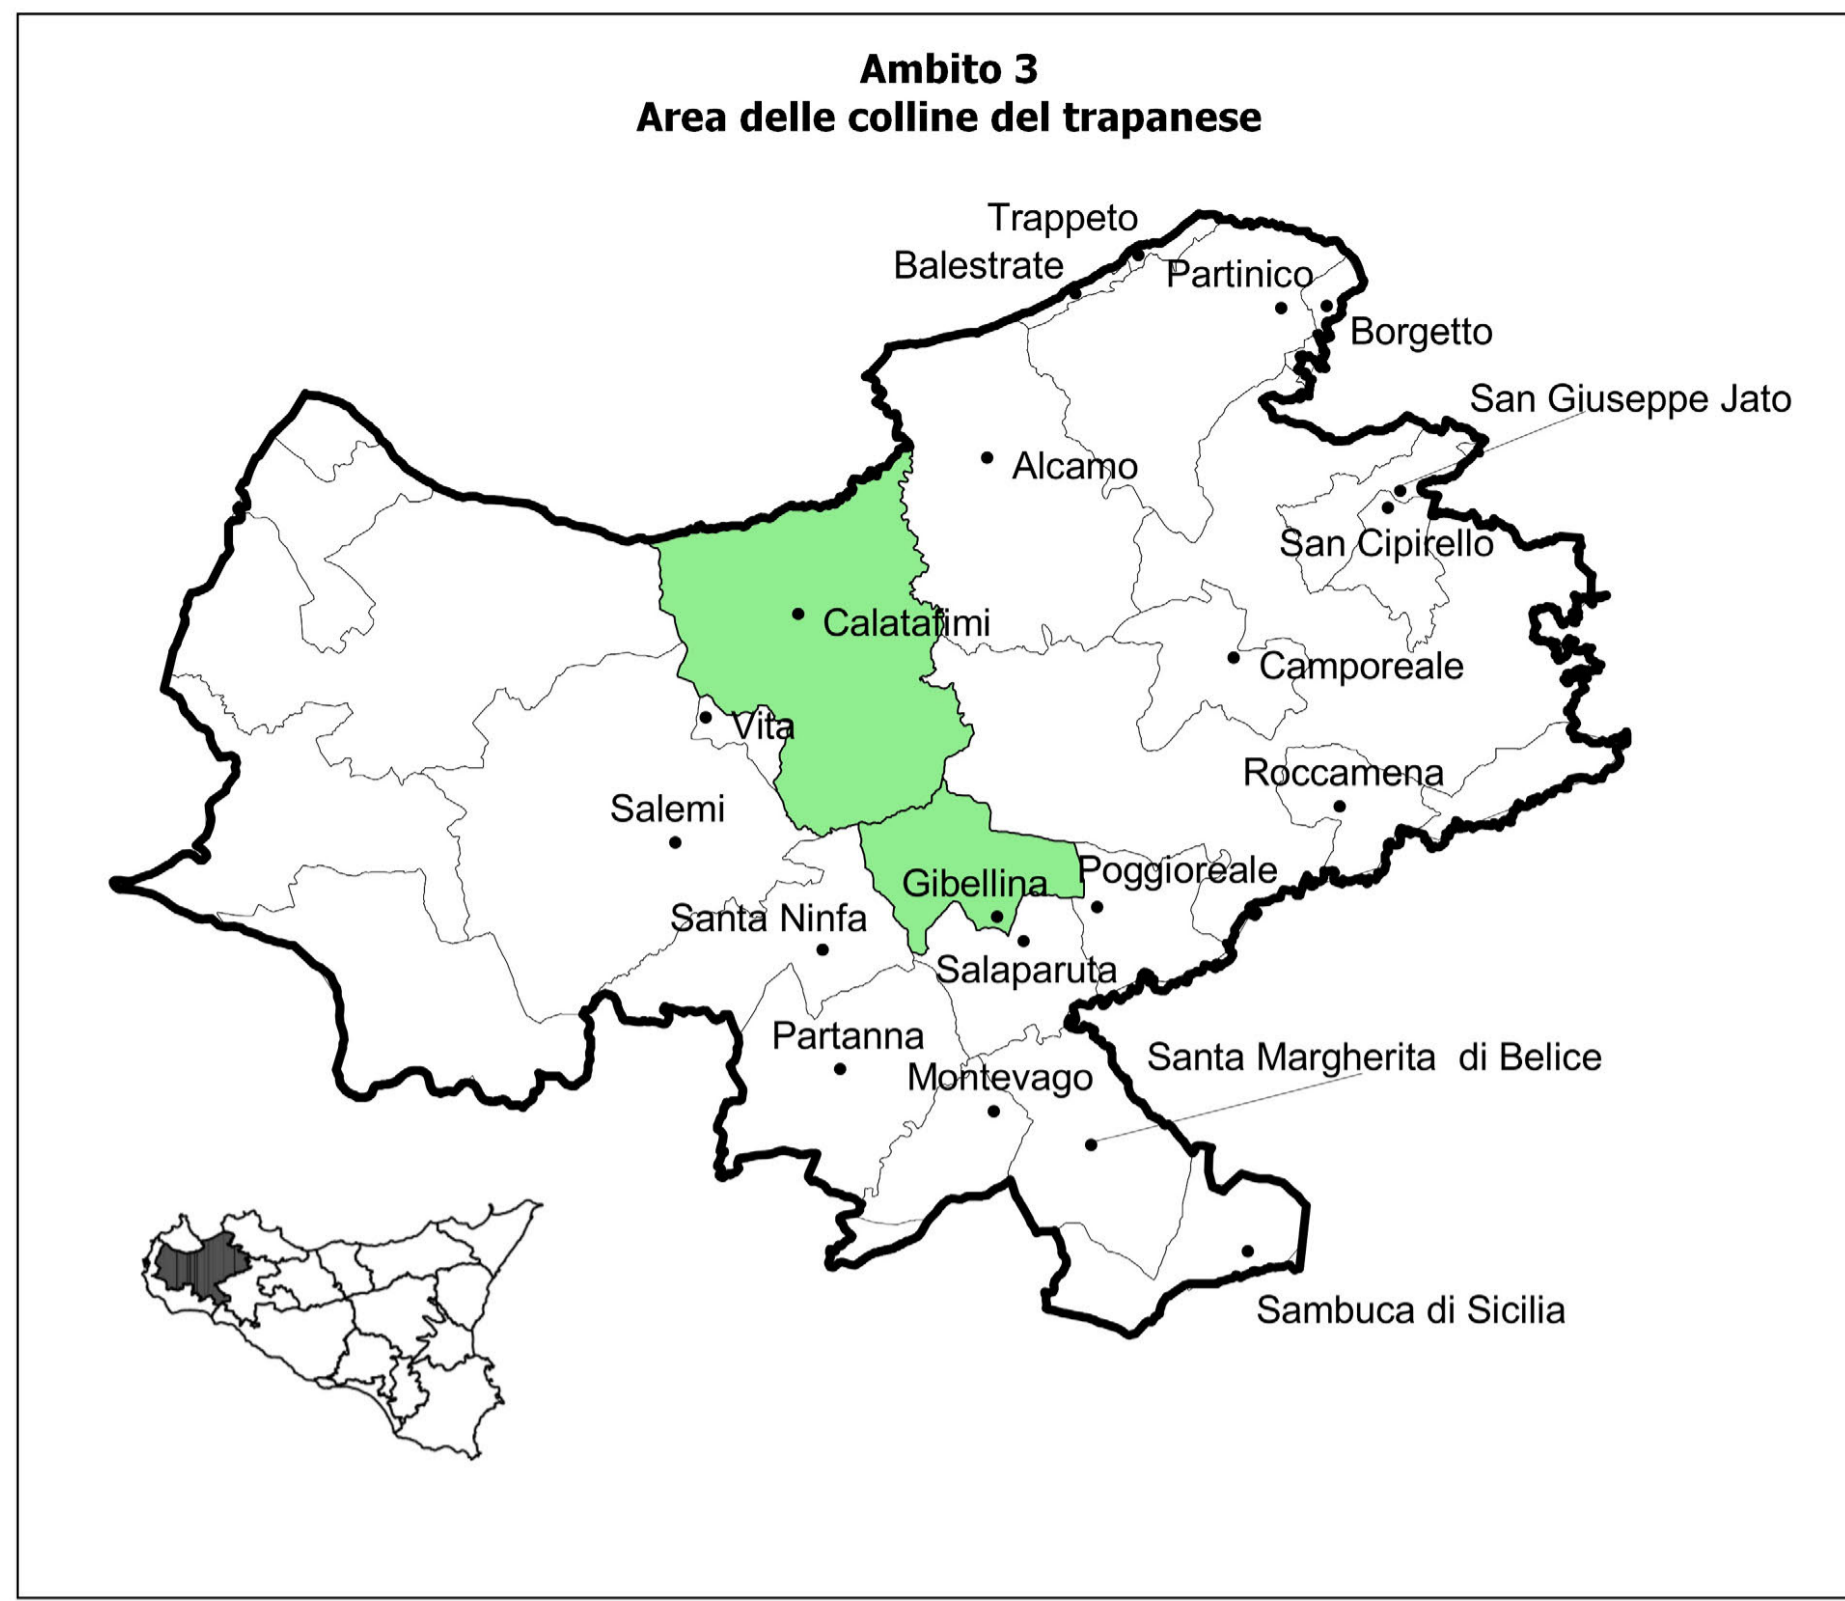 Ambito 3
Area delle colline del trapanese
Trappeto
Balestrate
Partinico
Borgetto
San Giuseppe Jato
Alcamo
San Cipirello
Calatafimi
Camporeale
Vita
Roccamena
Salemi
Poggioreale
Gibellina
Santa Ninfa
Salaparuta
Partanna
Santa Margherita  di Belice
Montevago
Sambuca di Sicilia